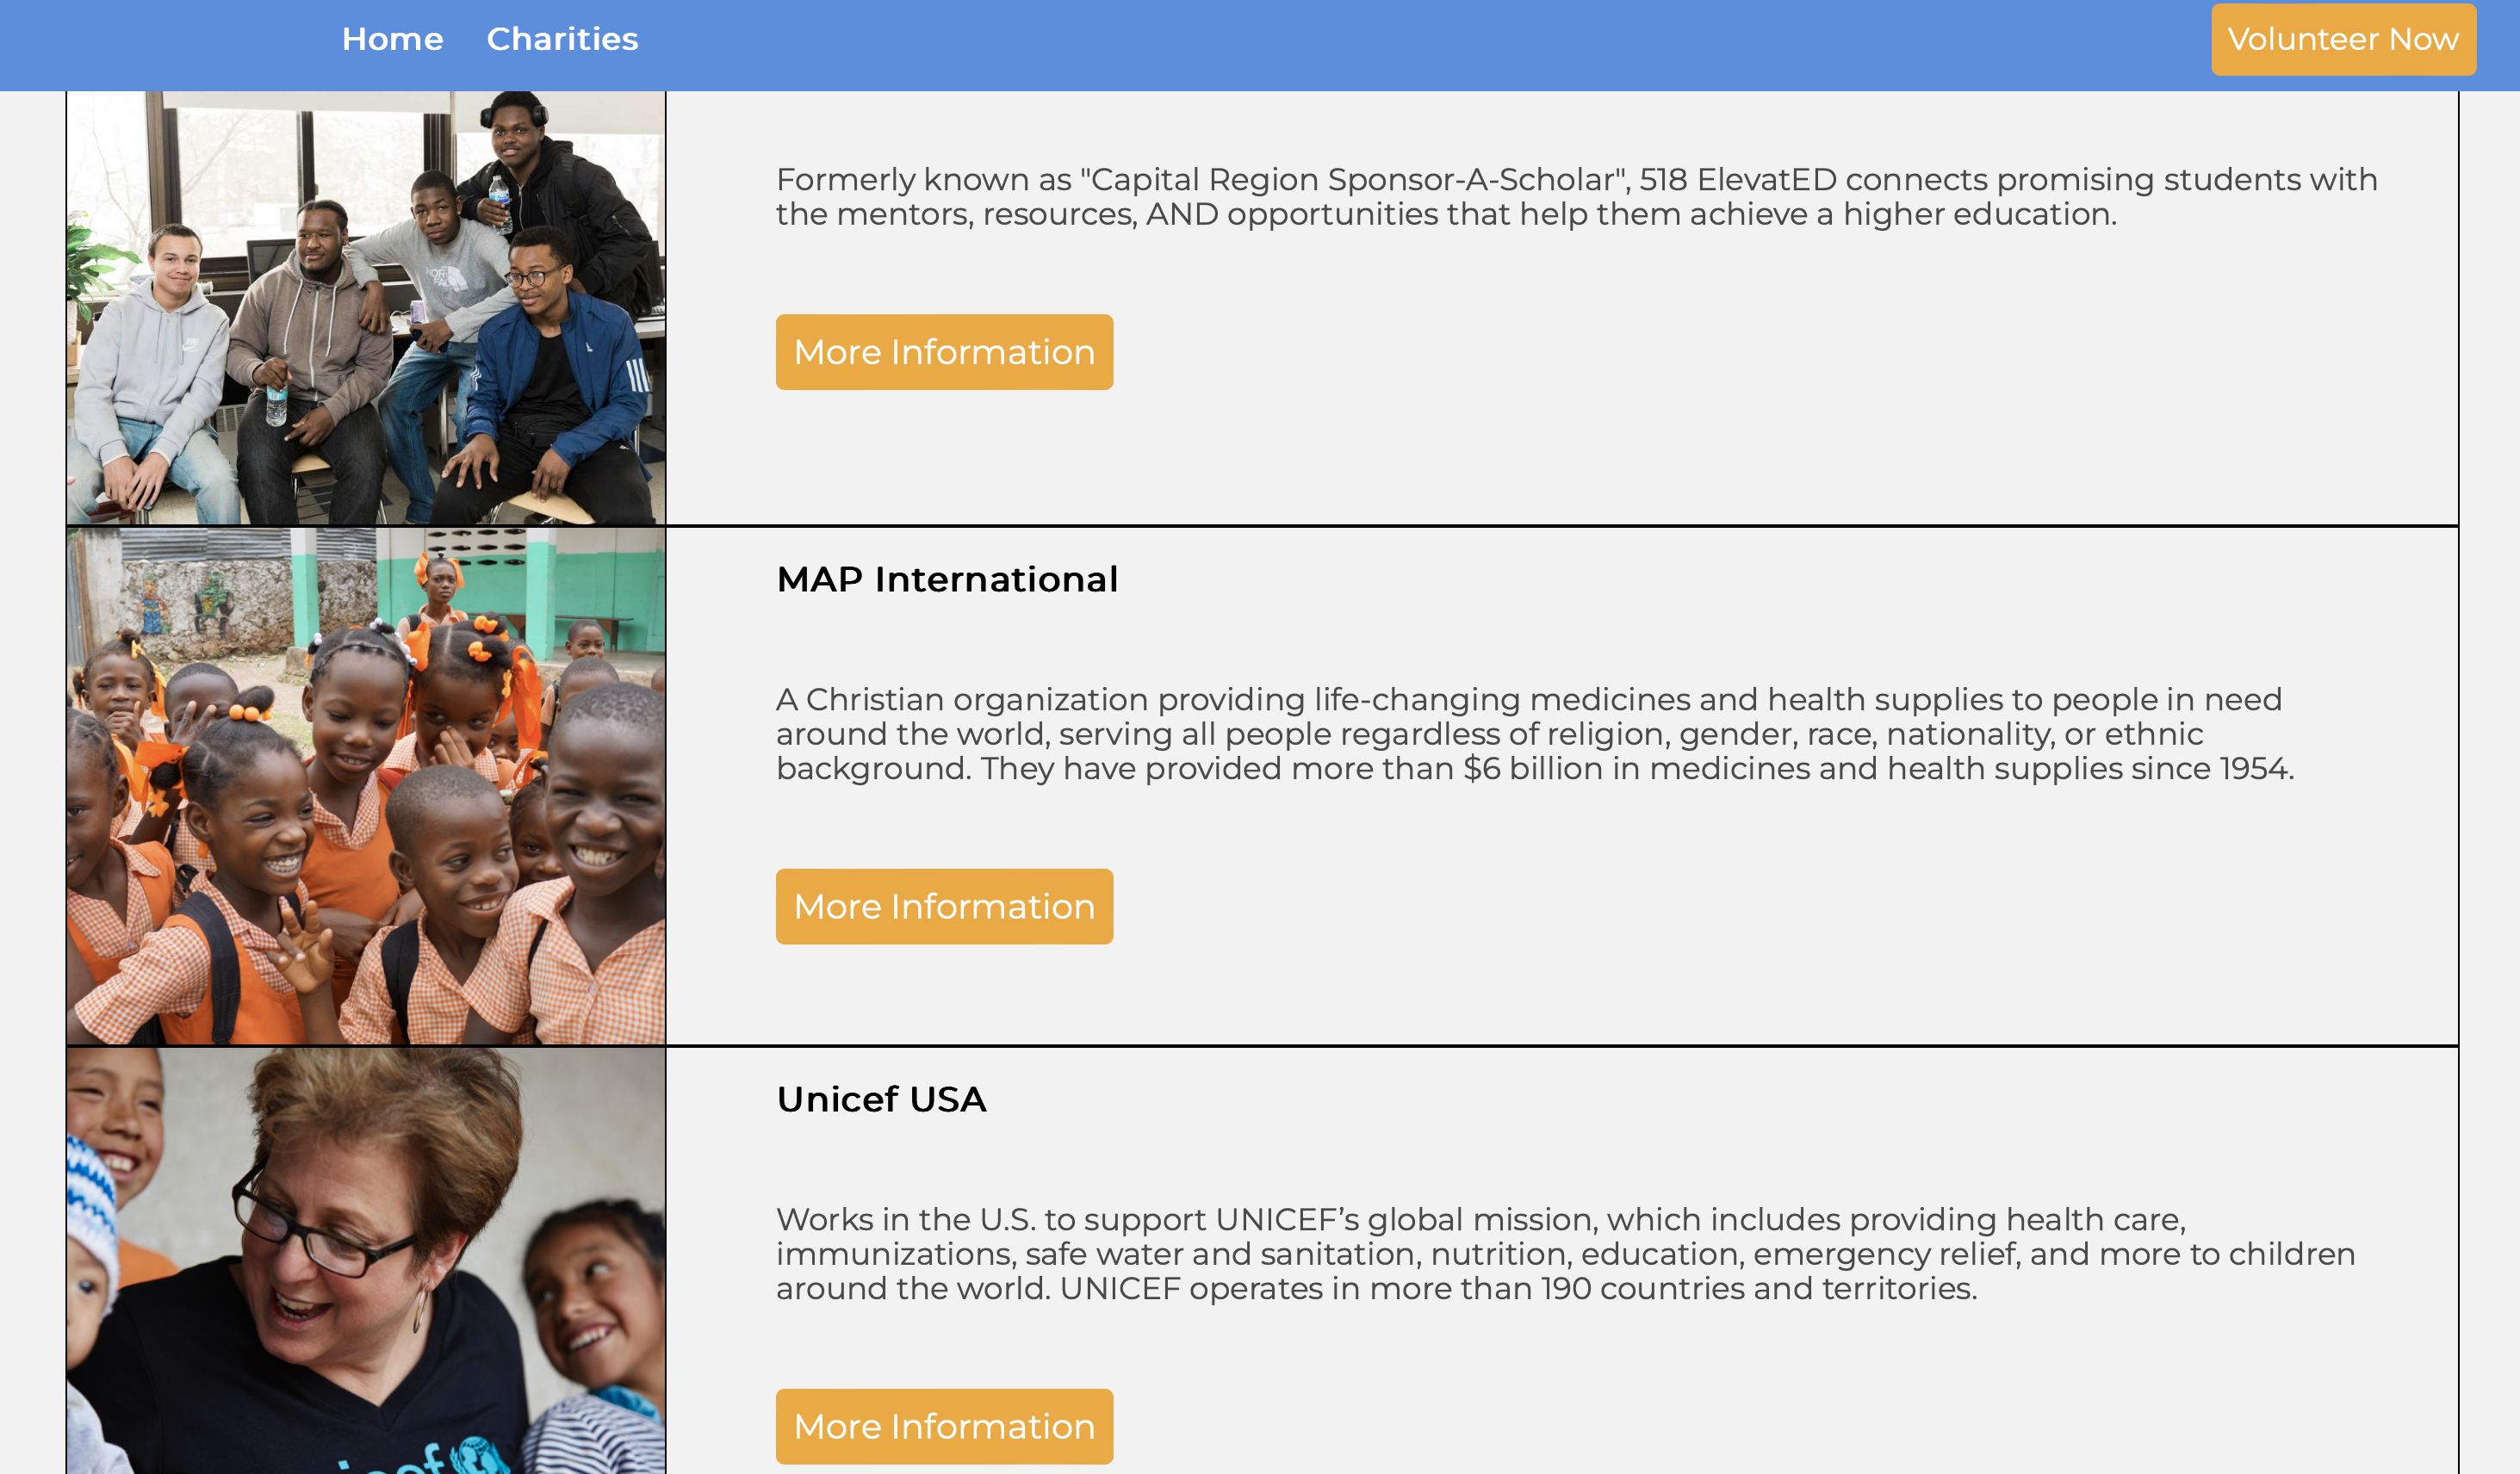 Home Charities Volunteer Now
Formerly known as "Capital Region Sponsor-A-Scholar", 518 ElevatED connects promising students with
the mentors, resources, AND opportunities that help them achieve a higher education.
More Information
MAP International
A Christian organization providing life-changing medicines and health supplies to people in need
around the world, serving all people regardless of religion, gender, race, nationality, or ethnic
background. They have provided more than $6 billion in medicines and health supplies since 1954.
More Information
Unicef USA
Works in the U.S. to support UNICEF’s global mission, which includes providing health care,
immunizations, safe water and sanitation, nutrition, education, emergency relief, and more to children
around the world. UNICEF operates in more than 190 countries and territories.
More Information